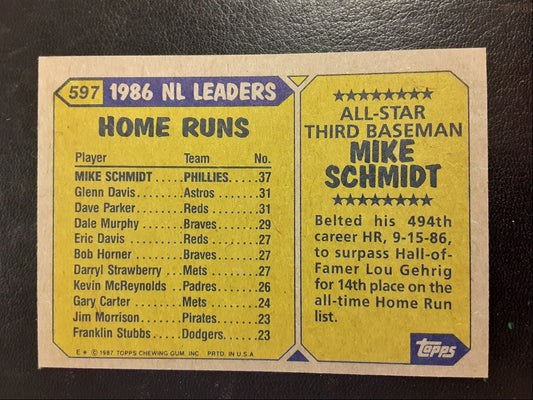 597 1986 NL LEADERS
HOME RUNS
Player Team No.
MIKE SCHMIDT.....PHILLIES.....37
Glenn Davis......Astros......31
Dave Parker......Reds......31
Dale Murphy.....Braves.....29
Eric Davis......Reds......27
Bob Horner......Braves.....27
Darryl Strawberry...Mets......27
Kevin McReynolds..Padres.....26
Gary Carter......Mets......24
Jim Morrison.....Pirates.....23
Franklin Stubbs....Dodgers....23
E* © 1987 TOPPS CHEWING GUM, INC. PRTD. IN U.S.A.
★★★★★★★★
ALL-STAR
THIRD BASEMAN
MIKE
SCHMIDT
★★★★★★★★
Belted his 494th
career HR, 9-15-86,
to surpass Hall-of-
Famer Lou Gehrig
for 14th place on the
all-time Home Run
list.
topps